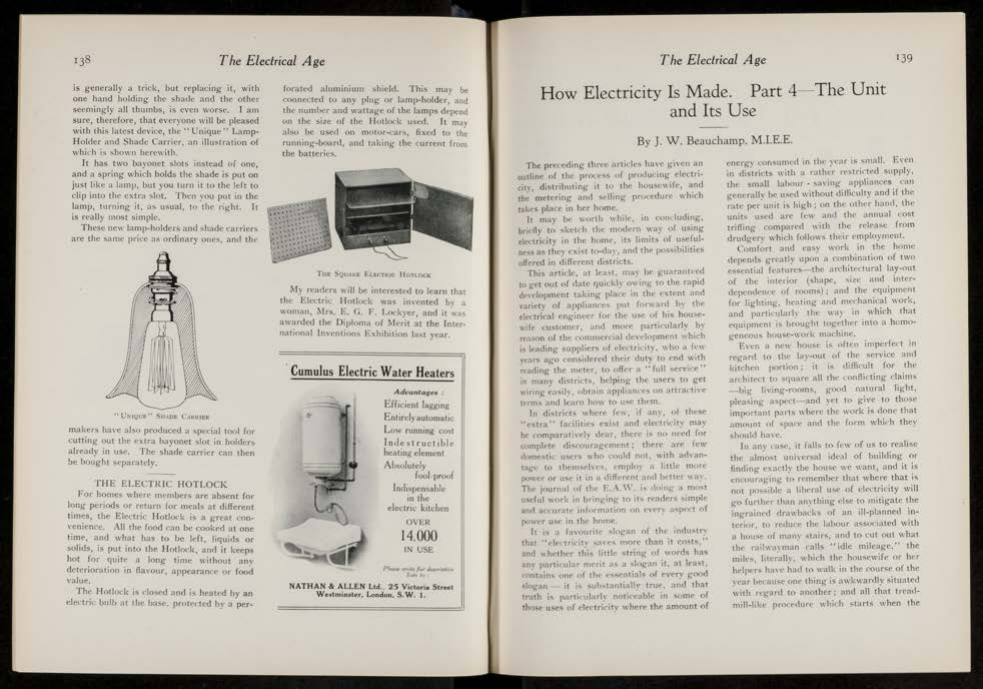 138
The Electrical Age
is generally a trick, but replacing it, with
one hand holding the shade and the other
seemingly all thumbs, is even worse. I am
sure, therefore, that everyone will be pleased
with this latest device, the "Unique" Lamp-
Holder and Shade Carrier, an illustration of
which is shown herewith.
It has two bayonet slots instead of one,
and a spring which holds the shade is put on
just like a lamp, but you turn it to the left to
clip into the extra slot. Then you put in the
lamp, turning it, as usual, to the right. It
is really most simple.
These new lamp-holders and shade carriers
are the same price as ordinary ones, and the
"UNIQUE" SHADE CARRIER
makers have also produced a special tool for
cutting out the extra bayonet slot in holders
already in use. The shade carrier can then
be bought separately.
THE ELECTRIC HOTLOCK
For homes where members are absent for
long periods or return for meals at different
times, the Electric Hotlock is a great con-
venience. All the food can be cooked at one
time, and what has to be left, liquids or
solids, is put into the Hotlock, and it keeps
hot for quite a long time without any
deterioration in flavour, appearance or food
value.
The Hotlock is closed and is heated by an
electric bulb at the base, protected by a per-
forated aluminium shield. This may be
connected to any plug or lamp-holder, and
the number and wattage of the lamps depend
on the size of the Hotlock used. It may
also be used on motor-cars, fixed to the
running-board, and taking the current from
the batteries.
THE SQUARE ELECTRIC HOTLOCK
My readers will be interested to learn that
the Electric Hotlock was invented by a
woman, Mrs. E. G. F. Lockyer, and it was
awarded the Diploma of Merit at the Inter-
national Inventions Exhibition last year.
Cumulus Electric Water Heaters
Advantages :
Efficient lagging
Entirely automatic
Low running cost
Indestructible
heating element
Absolutely
fool-proof
Indispensable
in the
electric kitchen
OVER
14,000
IN USE
Please write for descriptive
lists to :
NATHAN & ALLEN Ltd., 25 Victoria Street
Westminster, London, S.W. 1.
The Electrical Age
139
How Electricity Is Made. Part 4—The Unit
and Its Use
By J. W. Beauchamp, M.I.E.E.
The preceding three articles have given an
outline of the process of producing electri-
city, distributing it to the housewife, and
the metering and selling procedure which
takes place in her home.
It may be worth while, in concluding,
briefly to sketch the modern way of using
electricity in the home, its limits of useful-
ness as they exist to-day, and the possibilities
offered in different districts.
This article, at least, may be guaranteed
to get out of date quickly owing to the rapid
development taking place in the extent and
variety of appliances put forward by the
electrical engineer for the use of his house-
wife customer, and more particularly by
reason of the commercial development which
is leading suppliers of electricity, who a few
years ago considered their duty to end with
reading the meter, to offer a "full service"
in many districts, helping the users to get
wiring easily, obtain appliances on attractive
terms and learn how to use them.
In districts where few, if any, of these
"extra" facilities exist and electricity may
be comparatively dear, there is no need for
complete discouragement; there are few
domestic users who could not, with advan-
tage to themselves, employ a little more
power or use it in a different and better way.
The journal of the E.A.W. is doing a most
useful work in bringing to its readers simple
and accurate information on every aspect of
power use in the home.
It is a favourite slogan of the industry
that "electricity saves more than it costs,"
and whether this little string of words has
any particular merit as a slogan it, at least,
contains one of the essentials of every good
slogan — it is substantially true, and that
truth is particularly noticeable in some of
those uses of electricity where the amount of
energy consumed in the year is small. Even
in districts with a rather restricted supply,
the small labour-saving appliances can
generally be used without difficulty and if the
rate per unit is high; on the other hand, the
units used are few and the annual cost
trifling compared with the release from
drudgery which follows their employment.
Comfort and easy work in the home
depends greatly upon a combination of two
essential features—the architectural lay-out
of the interior (shape, size and inter-
dependence of rooms); and the equipment
for lighting, heating and mechanical work,
and particularly the way in which that
equipment is brought together into a homo-
geneous house-work machine.
Even a new house is often imperfect in
regard to the lay-out of the service and
kitchen portion; it is difficult for the
architect to square all the conflicting claims
—big living-rooms, good natural light,
pleasing aspect—and yet to give to those
important parts where the work is done that
amount of space and the form which they
should have.
In any case, it falls to few of us to realise
the almost universal ideal of building or
finding exactly the house we want, and it is
encouraging to remember that where that is
not possible a liberal use of electricity will
go further than anything else to mitigate the
ingrained drawbacks of an ill-planned in-
terior, to reduce the labour associated with
a house of many stairs, and to cut out what
the railwayman calls "idle mileage," the
miles, literally, which the housewife or her
helpers have had to walk in the course of the
year because one thing is awkwardly situated
with regard to another; and all that tread-
mill-like procedure which starts when the